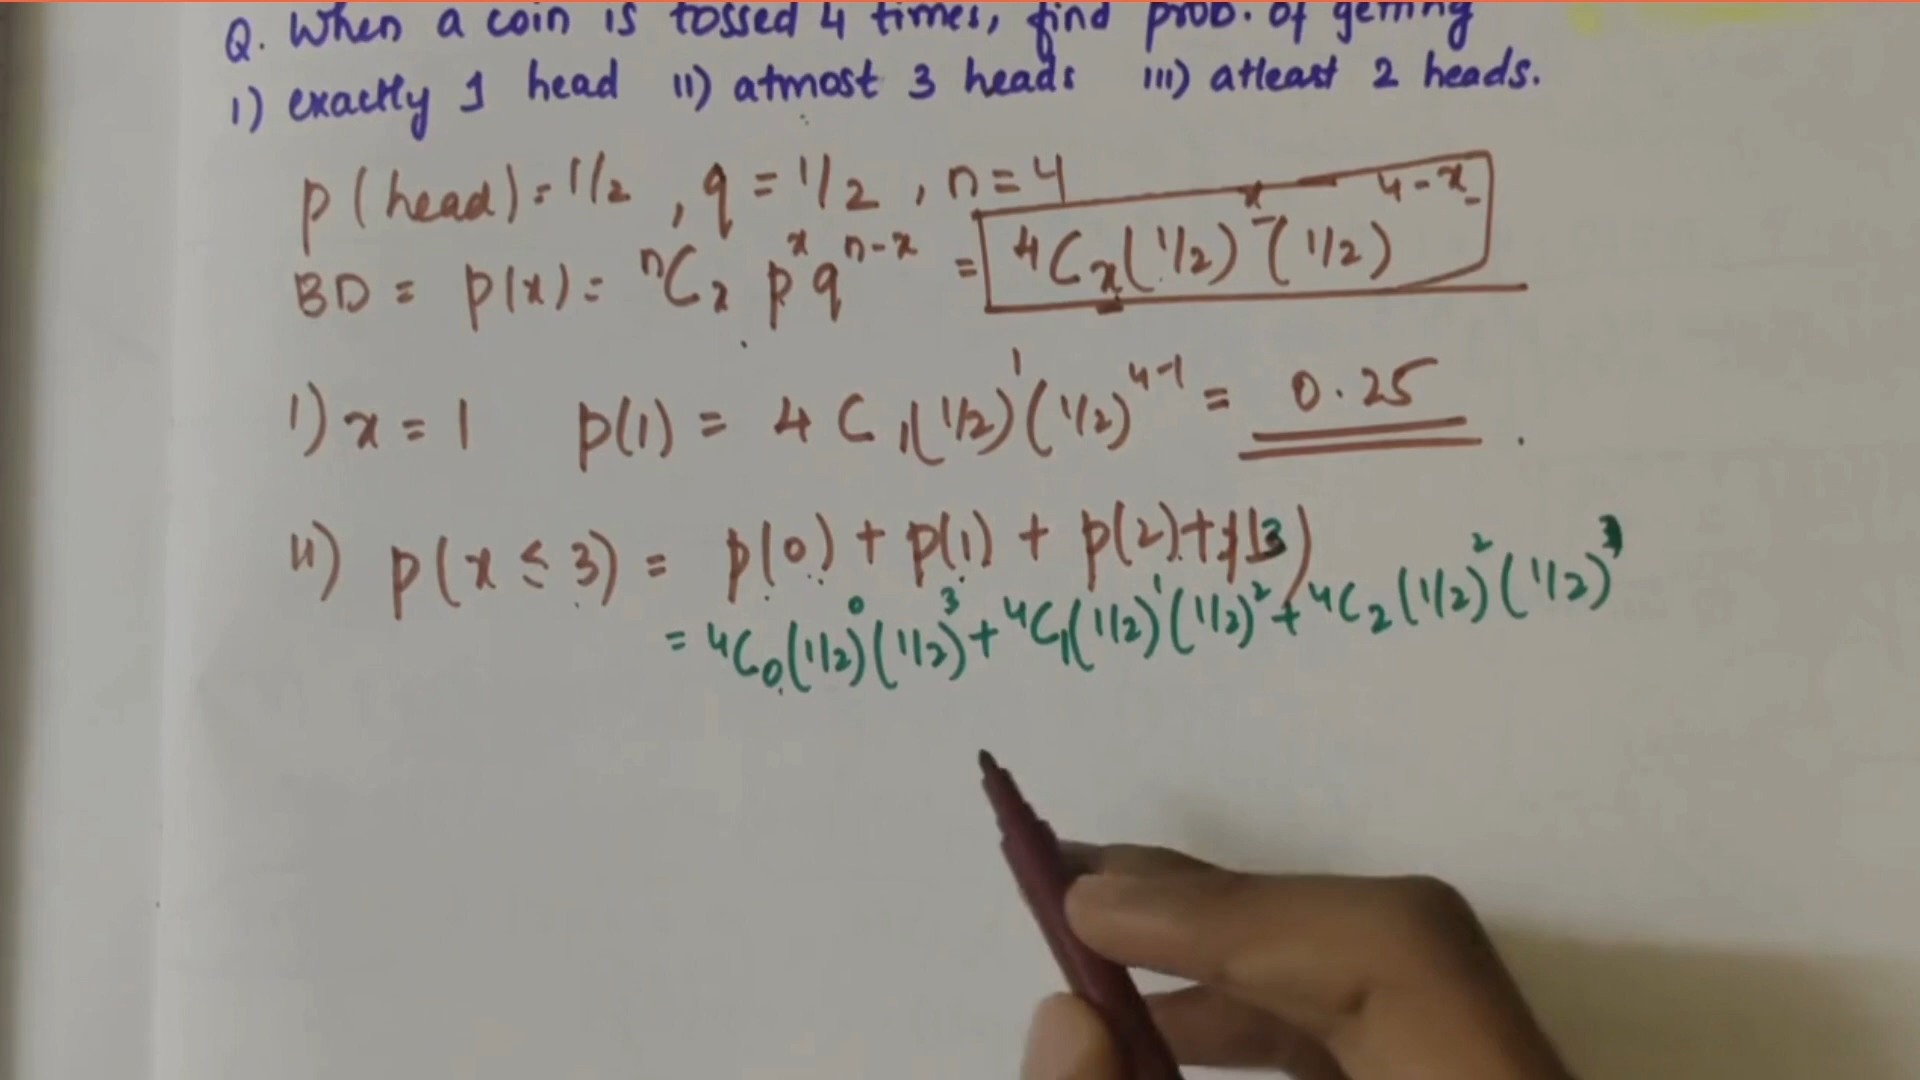 Q. When a coin is tossed 4 times, find prob. of getting
i) exactly 1 head ii) atmost 3 heads iii) atleast 2 heads.
p(head) = 1/2 , q = 1/2 , n = 4
BD = p(x) = ⁿCₓ pˣ qⁿ⁻ˣ = 4Cₓ (1/2)ˣ (1/2)⁴⁻ˣ
i) x = 1 p(1) = 4C₁ (1/2)¹ (1/2)⁴⁻¹ = 0.25
ii) p(x ≤ 3) = p(0) + p(1) + p(2) + p(3)
= ⁴C₀ (1/2)⁰ (1/2)³ + ⁴C₁ (1/2)¹ (1/2)² + ⁴C₂ (1/2)² (1/2)³